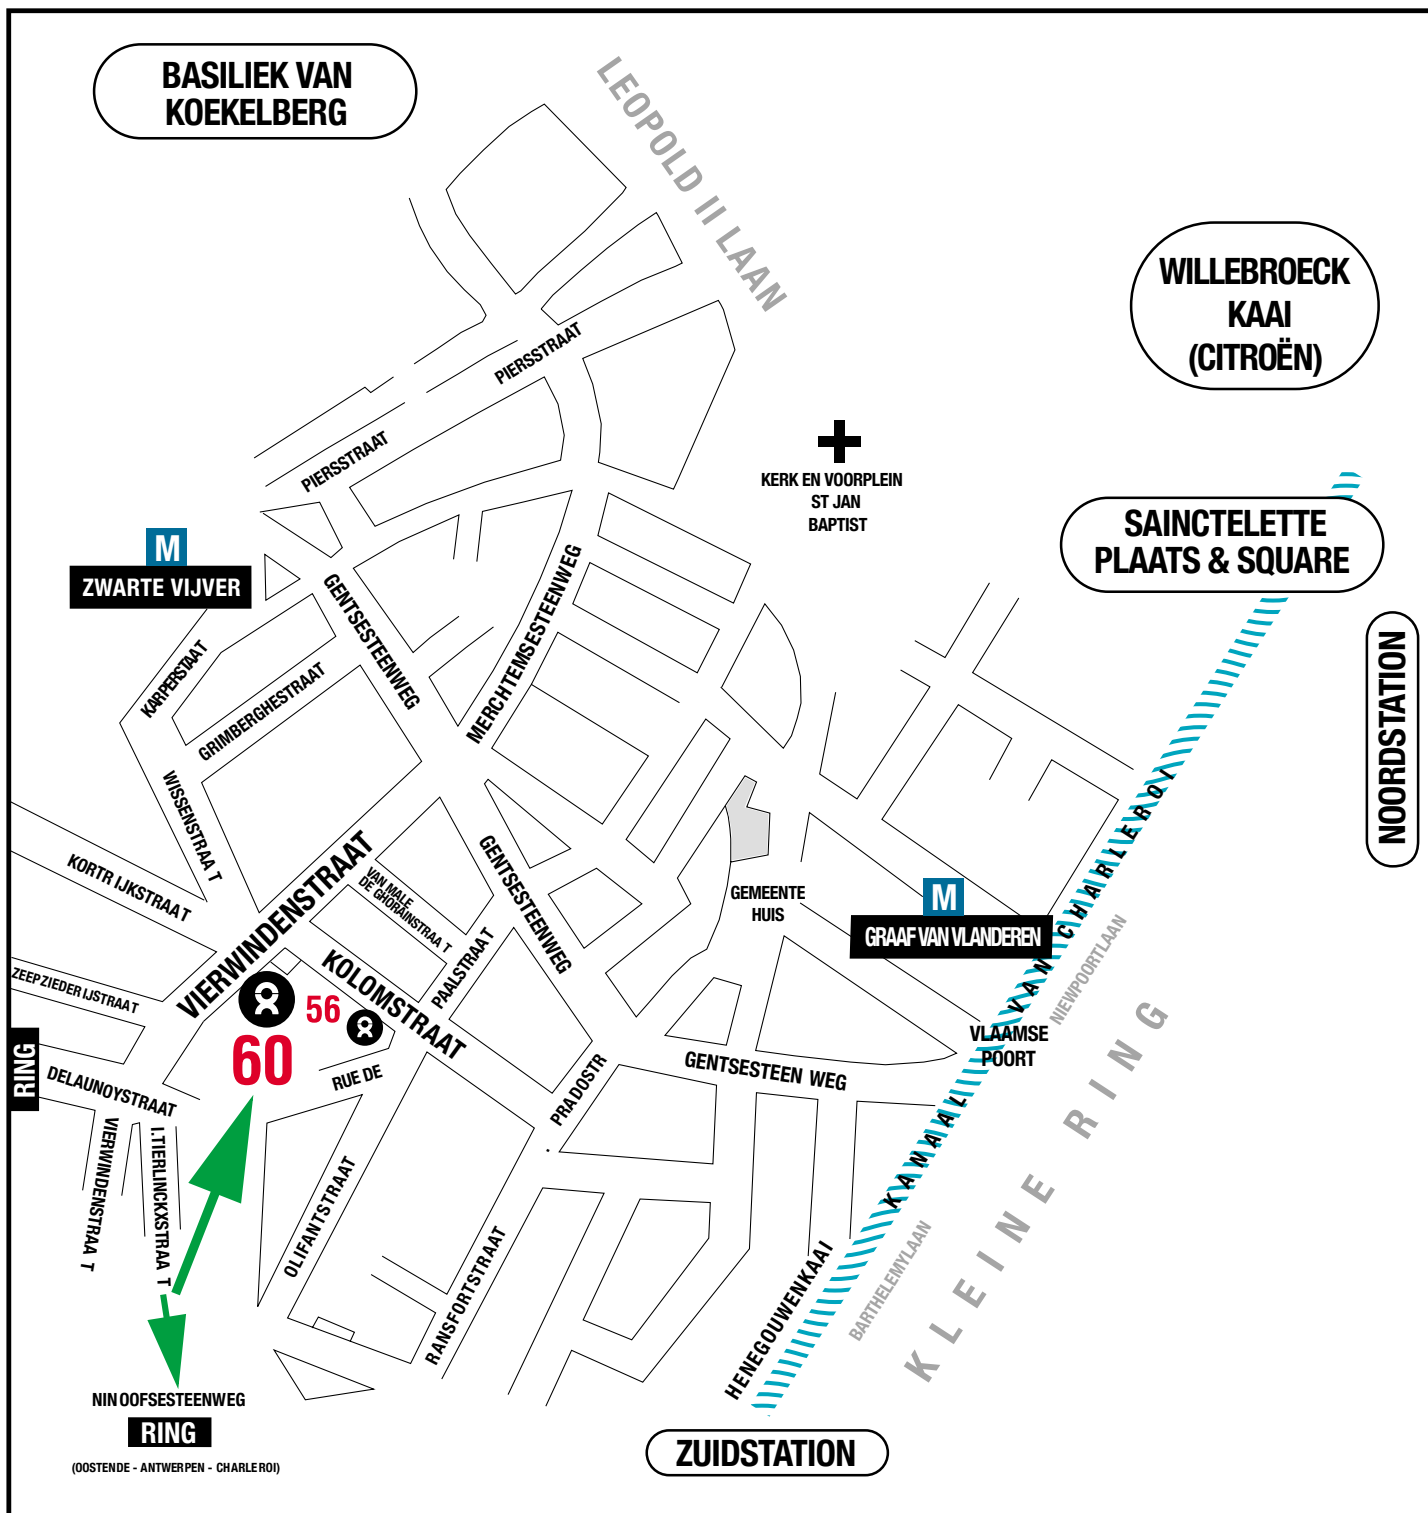 BASILIEK VAN
KOEKELBERG
LEOPOLD II LAAN
WILLEBROECK
KAAI
(CITROËN)
PIERSSTRAAT
PIERSSTRAAT
KERK EN VOORPLEIN
ST JAN
BAPTIST
SAINCTELETTE
PLAATS & SQUARE
M
ZWARTE VIJVER
NOORDSTATION
GENTSESTEENWEG
MERCHTEMSESTEENWEG
KARPERSTAAT
GRIMBERGHESTRAAT
WISSENSTRAA T
KORTR IJKSTRAAT
VIERWINDENSTRAAT
VAN MALE
DE GHORAINSTRAA T
GENTSESTEENWEG
PAALSTRAA T
KOLOMSTRAAT
GEMEENTE
HUIS
M
GRAAF VAN VLANDEREN
KANAAL VAN CHARLEROI
NIEWPOORTLAAN
ZEEPZIEDER IJSTRAAT
56
60
RING
DELAUNOYSTRAAT
RUE DE
PRADOSTR
GENTSESTEEN WEG
VLAAMSE
POORT
KLEINE RING
VIERWINDENSTRAA T
I.TIERLINCKXSTRAA T
OLIFANTSTRAAT
RANSFORTSTRAAT
HENEGOUWENKAAI
BARTHELEMYLAAN
NIN OOFSESTEENWEG
RING
(OOSTENDE - ANTWERPEN - CHARLEROI)
ZUIDSTATION